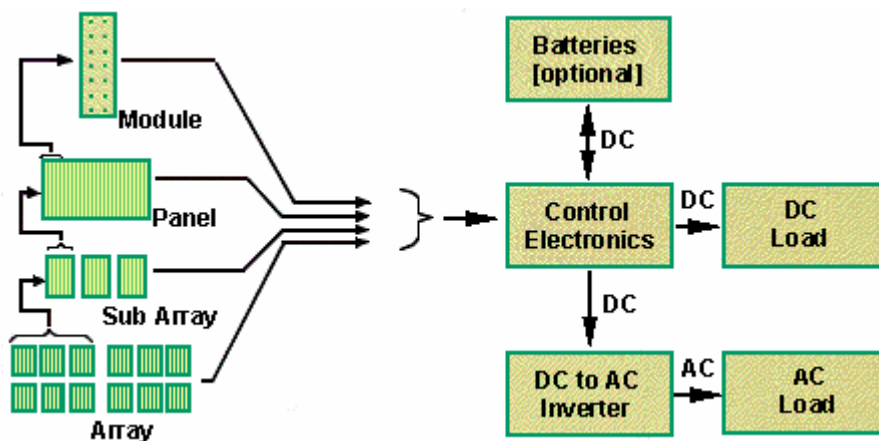 Module
Panel
Sub Array
Array
Batteries
[optional]
DC
Control
Electronics
DC
DC
Load
DC
DC to AC
Inverter
AC
AC
Load